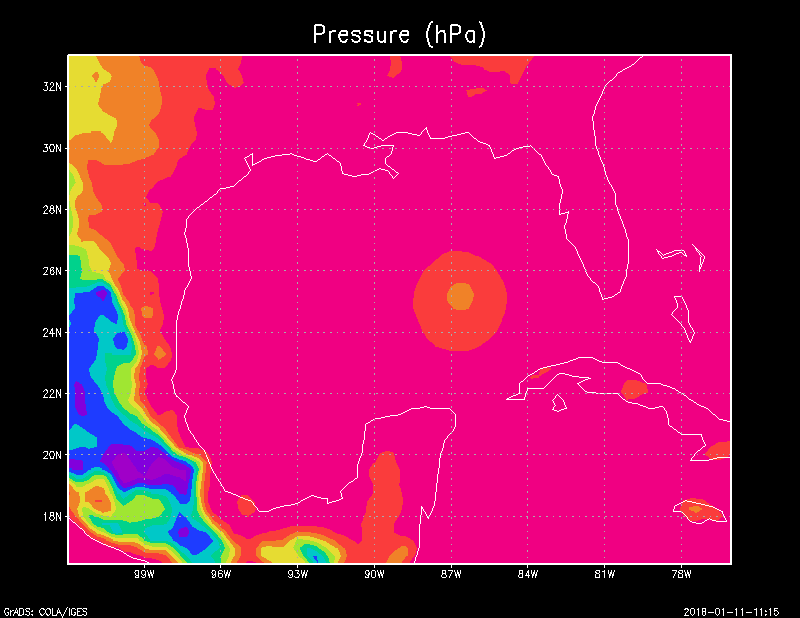 Pressure (hPa)
32N
30N
28N
26N
24N
22N
20N
18N
99W 96W 93W 90W 87W 84W 81W 78W
GrADS: COLA/IGES 2018-01-11-11:15